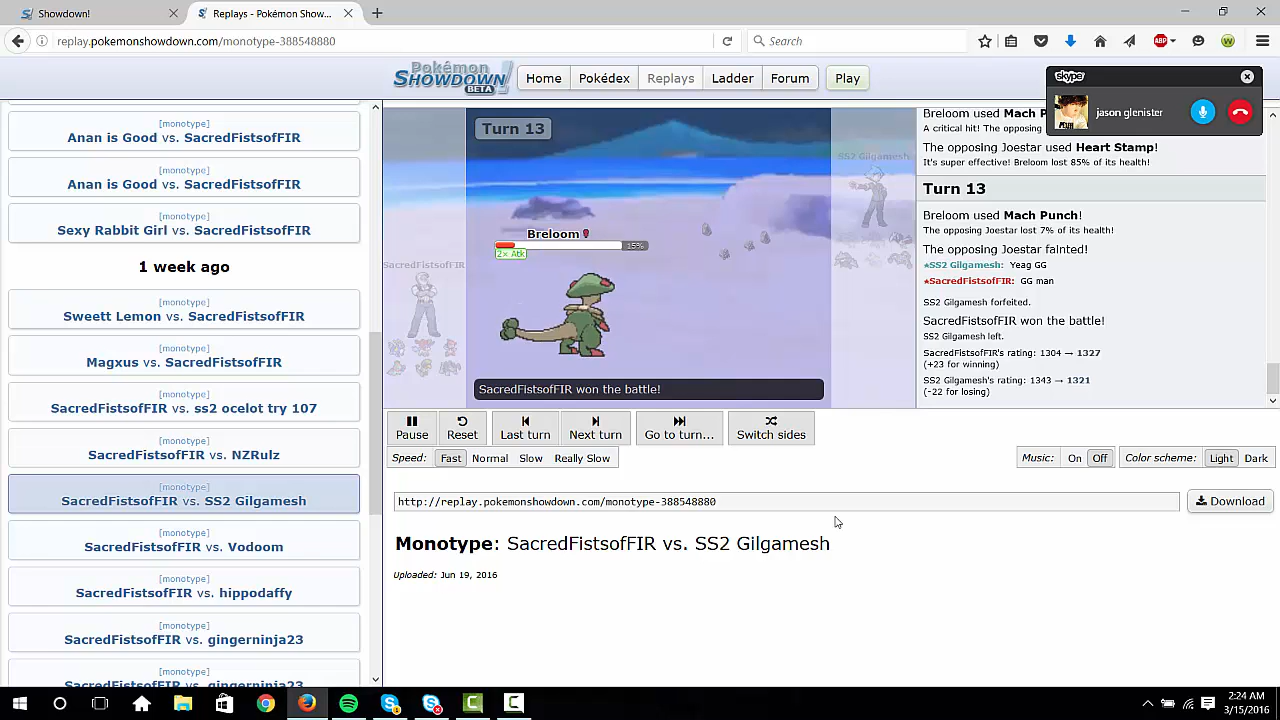 Showdown!
Replays - Pokémon Show...
replay.pokemonshowdown.com/monotype-388548880
Search
ABP
Pokémon
SHOWDOWN!
BETA
Home
Pokédex
Replays
Ladder
Forum
Play
skype
jason glenister
[monotype]
Anan is Good vs. SacredFistsofFIR
[monotype]
Anan is Good vs. SacredFistsofFIR
[monotype]
Sexy Rabbit Girl vs. SacredFistsofFIR
1 week ago
[monotype]
Sweett Lemon vs. SacredFistsofFIR
[monotype]
Magxus vs. SacredFistsofFIR
[monotype]
SacredFistsofFIR vs. ss2 ocelot try 107
[monotype]
SacredFistsofFIR vs. NZRulz
[monotype]
SacredFistsofFIR vs. SS2 Gilgamesh
[monotype]
SacredFistsofFIR vs. Vodoom
[monotype]
SacredFistsofFIR vs. hippodaffy
[monotype]
SacredFistsofFIR vs. gingerninja23
[monotype]
SacredFistsofFIR vs. gingerninja23
Turn 13
SS2 Gilgamesh
SacredFistsofFIR
Breloom
15%
2× Atk
SacredFistsofFIR won the battle!
Breloom used Mach Pun
A critical hit! The opposing
The opposing Joestar used Heart Stamp!
It's super effective! Breloom lost 85% of its health!
Turn 13
Breloom used Mach Punch!
The opposing Joestar lost 7% of its health!
The opposing Joestar fainted!
★SS2 Gilgamesh: Yeag GG
★SacredFistsofFIR: GG man
SS2 Gilgamesh forfeited.
SacredFistsofFIR won the battle!
SS2 Gilgamesh left.
SacredFistsofFIR's rating: 1304 → 1327
(+23 for winning)
SS2 Gilgamesh's rating: 1343 → 1321
(-22 for losing)
Pause
Reset
Last turn
Next turn
Go to turn...
Switch sides
Speed: Fast Normal Slow Really Slow
Music: On Off
Color scheme: Light Dark
http://replay.pokemonshowdown.com/monotype-388548880
Download
Monotype: SacredFistsofFIR vs. SS2 Gilgamesh
Uploaded: Jun 19, 2016
2:24 AM
3/15/2016